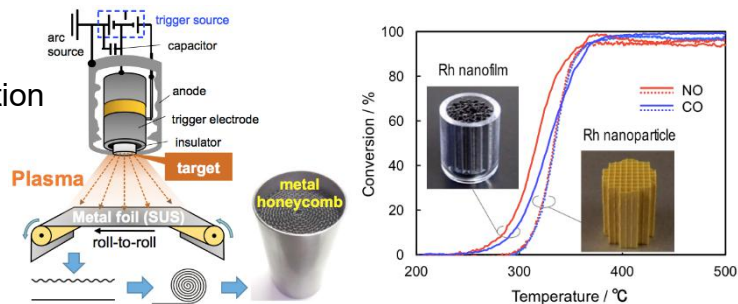 trigger source
arc
source
capacitor
tion
anode
trigger electrode
insulator
target
Plasma
metal
honeycomb
Metal foil (SUS)
roll-to-roll
Conversion / %
100
80
60
40
20
0
Rh nanofilm
NO
CO
Rh nanoparticle
200
300
400
500
Temperature / °C